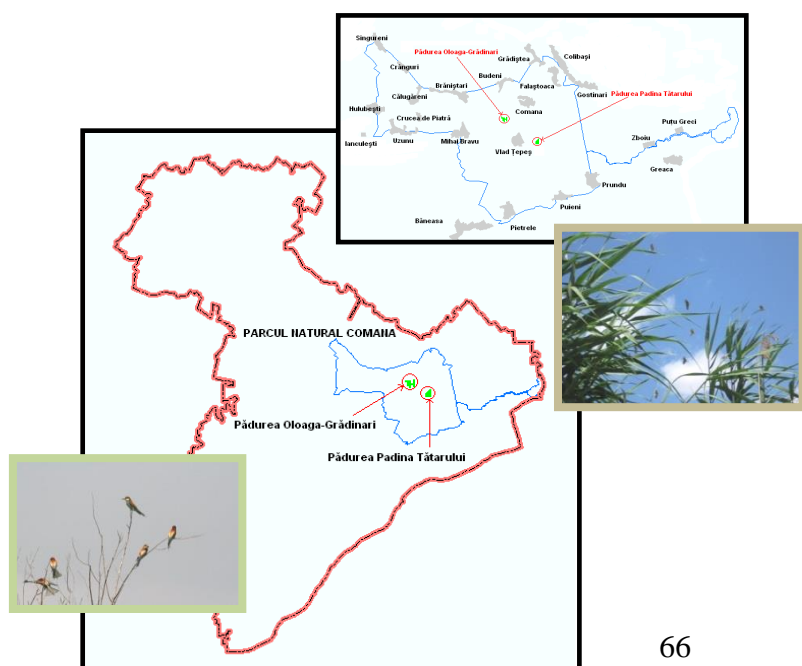 Singureni
Pădurea Oloaga-Grădinari
Grădiștea
Colibași
Crânguri
Budeni
Brăniștari
Falaștoaca
Călugăreni
Gostinari
Pădurea Padina Tătarului
Hulubești
Comana
Crucea de Piatră
Puțu Greci
Ianculești
Uzunu
Mihai Bravu
Zboiu
Vlad Țepeș
Greaca
Prundu
Puieni
Băneasa
Pietrele
PARCUL NATURAL COMANA
Pădurea Oloaga-Grădinari
Pădurea Padina Tătarului
66